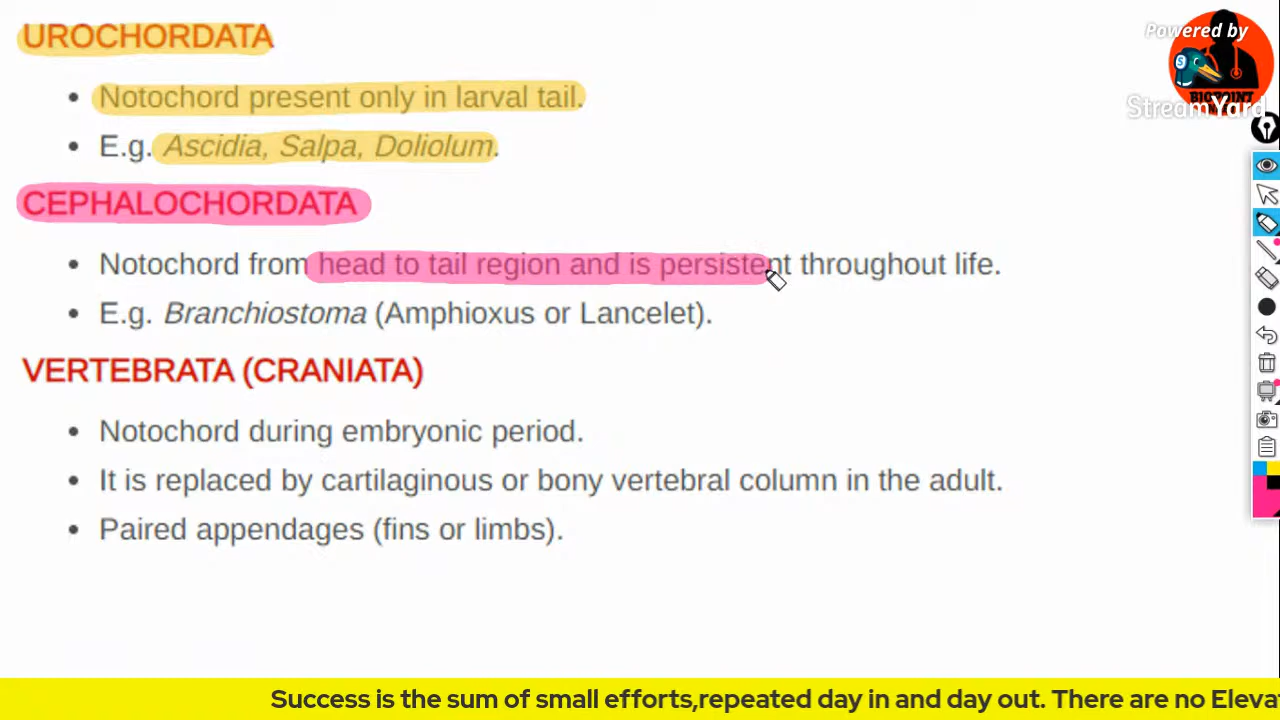 UROCHORDATA
• Notochord present only in larval tail.
• E.g. Ascidia, Salpa, Doliolum.
CEPHALOCHORDATA
• Notochord from head to tail region and is persistent throughout life.
• E.g. Branchiostoma (Amphioxus or Lancelet).
VERTEBRATA (CRANIATA)
• Notochord during embryonic period.
• It is replaced by cartilaginous or bony vertebral column in the adult.
• Paired appendages (fins or limbs).
Powered by
S
StreamYard
Success is the sum of small efforts,repeated day in and day out. There are no Eleva